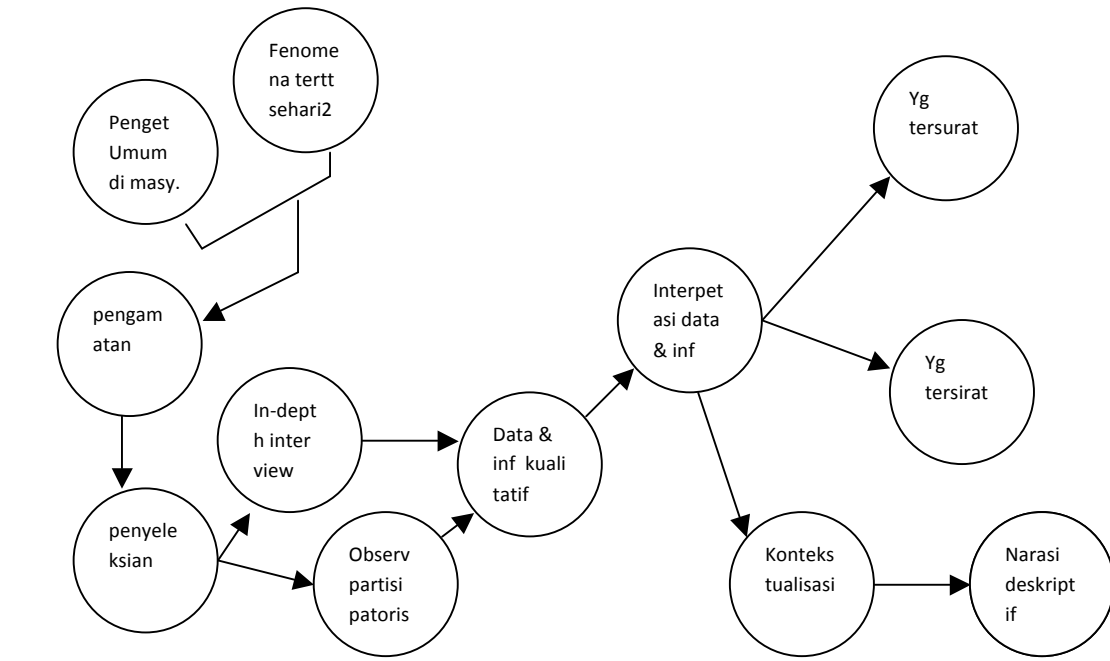 Fenome
na tertt
sehari2
Penget
Umum
di masy.
pengam
atan
penyele
ksian
In-dept
h inter
view
Observ
partisi
patoris
Data &
inf kuali
tatif
Interpet
asi data
& inf
Yg
tersurat
Yg
tersirat
Konteks
tualisasi
Narasi
deskript
if